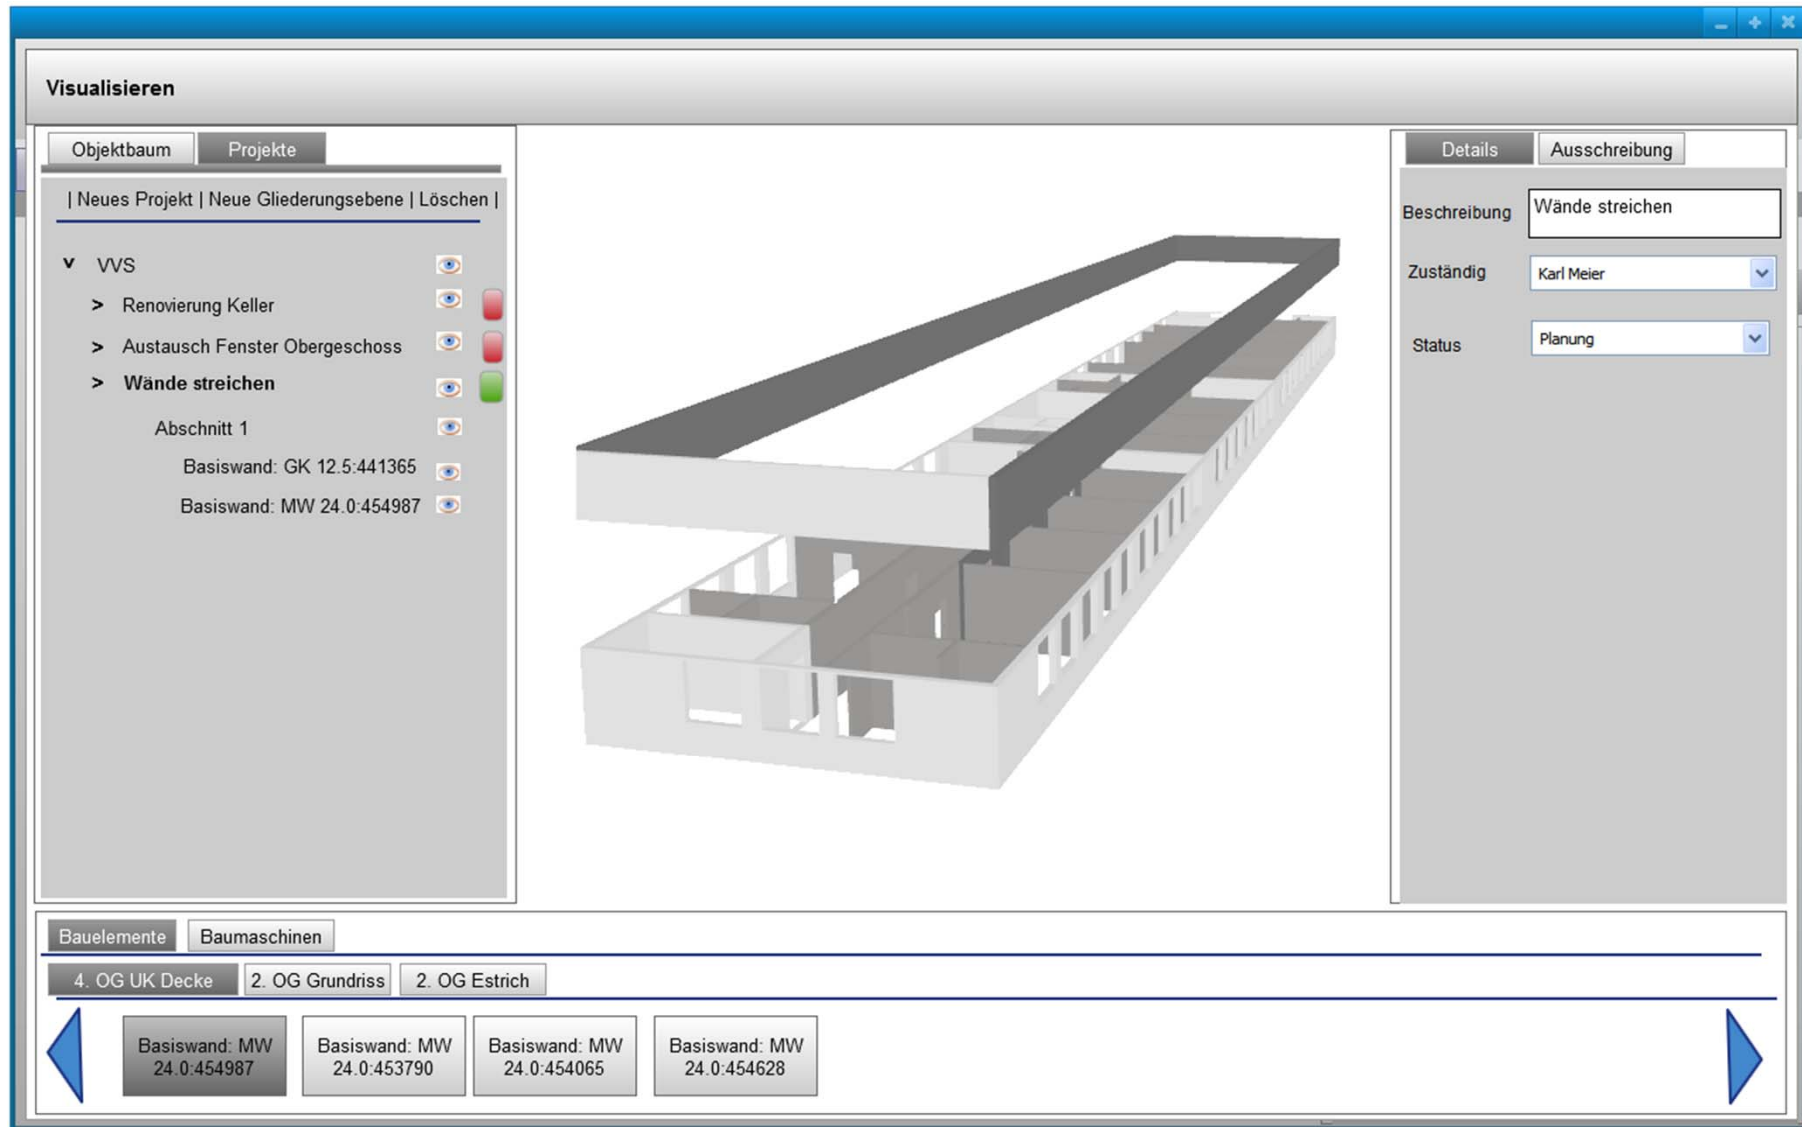 Visualisieren
Objektbaum
Projekte
| Neues Projekt | Neue Gliederungsebene | Löschen |
v VVS
> Renovierung Keller
> Austausch Fenster Obergeschoss
> Wände streichen
Abschnitt 1
Basiswand: GK 12.5:441365
Basiswand: MW 24.0:454987
Details
Ausschreibung
Beschreibung
Wände streichen
Zuständig
Karl Meier
Status
Planung
Bauelemente
Baumaschinen
4. OG UK Decke
2. OG Grundriss
2. OG Estrich
Basiswand: MW
24.0:454987
Basiswand: MW
24.0:453790
Basiswand: MW
24.0:454065
Basiswand: MW
24.0:454628